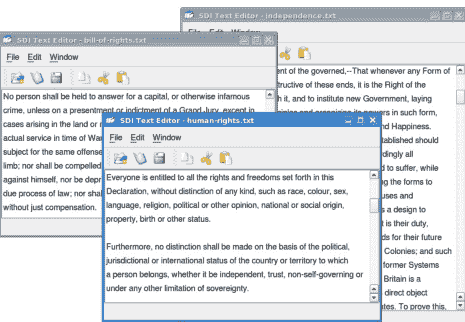 SDI Text Editor - independence.txt
File Edit Window
ent of the governed,--That whenever any Form of
tructive of these ends, it is the Right of the
h it, and to institute new Government, laying
powers in such form,
nd Happiness.
tablished should
rdingly all
d to suffer, while
ng the forms to
uses and
s a design to
t is their duty,
ds for their future
Colonies; and such
former Systems
Britain is a
direct object
ates. To prove this,
SDI Text Editor - bill-of-rights.txt
File Edit Window
No person shall be held to answer for a capital, or otherwise infamous
crime, unless on a presentment or indictment of a Grand Jury, except in
cases arising in the land or n
actual service in time of Wa
subject for the same offense
limb; nor shall be compelled
against himself, nor be depr
due process of law; nor shal
without just compensation.
SDI Text Editor - human-rights.txt
File Edit Window
Everyone is entitled to all the rights and freedoms set forth in this
Declaration, without distinction of any kind, such as race, colour, sex,
language, religion, political or other opinion, national or social origin,
property, birth or other status.
Furthermore, no distinction shall be made on the basis of the political,
jurisdictional or international status of the country or territory to which
a person belongs, whether it be independent, trust, non-self-governing or
under any other limitation of sovereignty.